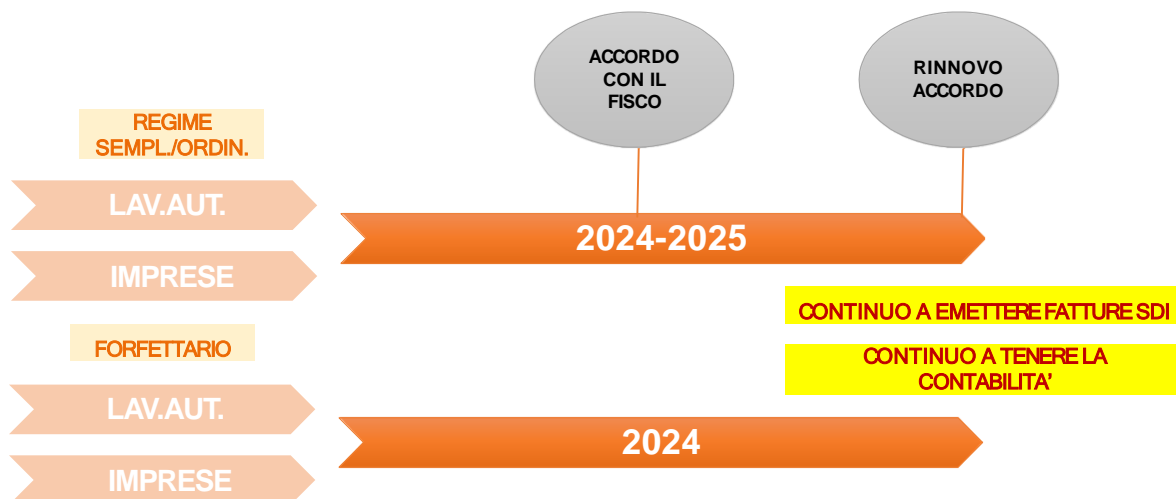 ACCORDO
CON IL
FISCO
RINNOVO
ACCORDO
REGIME
SEMPL./ORDIN.
LAV.AUT.
2024-2025
IMPRESE
CONTINUO A EMETTERE FATTURE SDI
FORFETTARIO
CONTINUO A TENERE LA
CONTABILITA'
LAV.AUT.
2024
IMPRESE